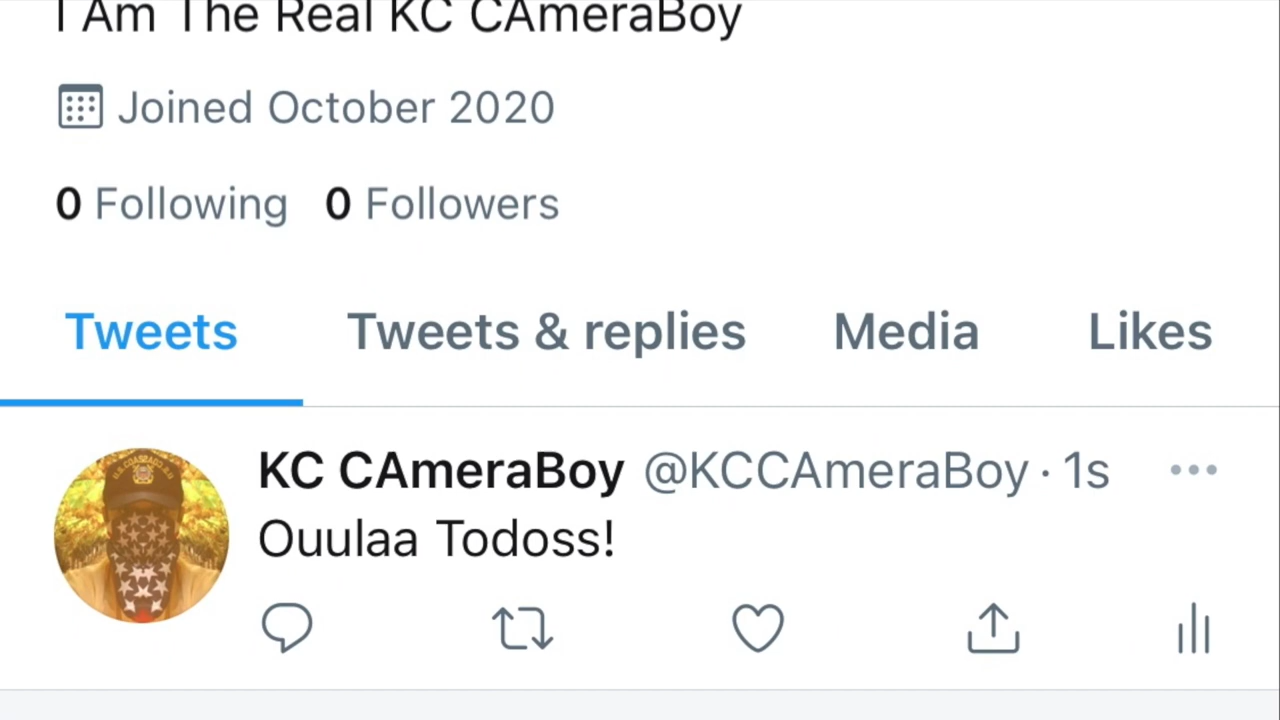 I Am The Real KC CAmeraBoy
Joined October 2020
0 Following 0 Followers
Tweets Tweets & replies Media Likes
KC CAmeraBoy @KCCAmeraBoy · 1s
Ouulaa Todoss!